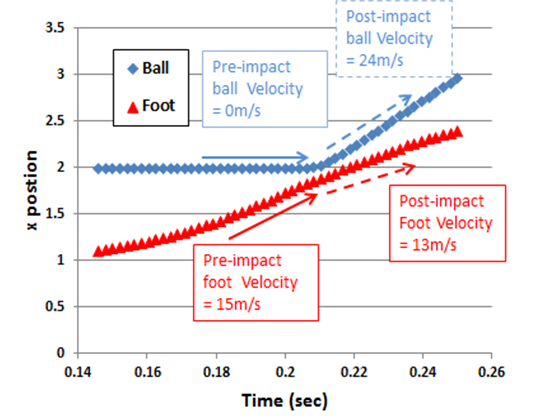 Post-impact
ball Velocity
= 24m/s
3.5
3
2.5
2
1.5
1
0.5
0
x postion
Ball
Foot
Pre-impact
ball Velocity
= 0m/s
Post-impact
Foot Velocity
= 13m/s
Pre-impact
foot Velocity
= 15m/s
0.14 0.16 0.18 0.2 0.22 0.24 0.26
Time (sec)